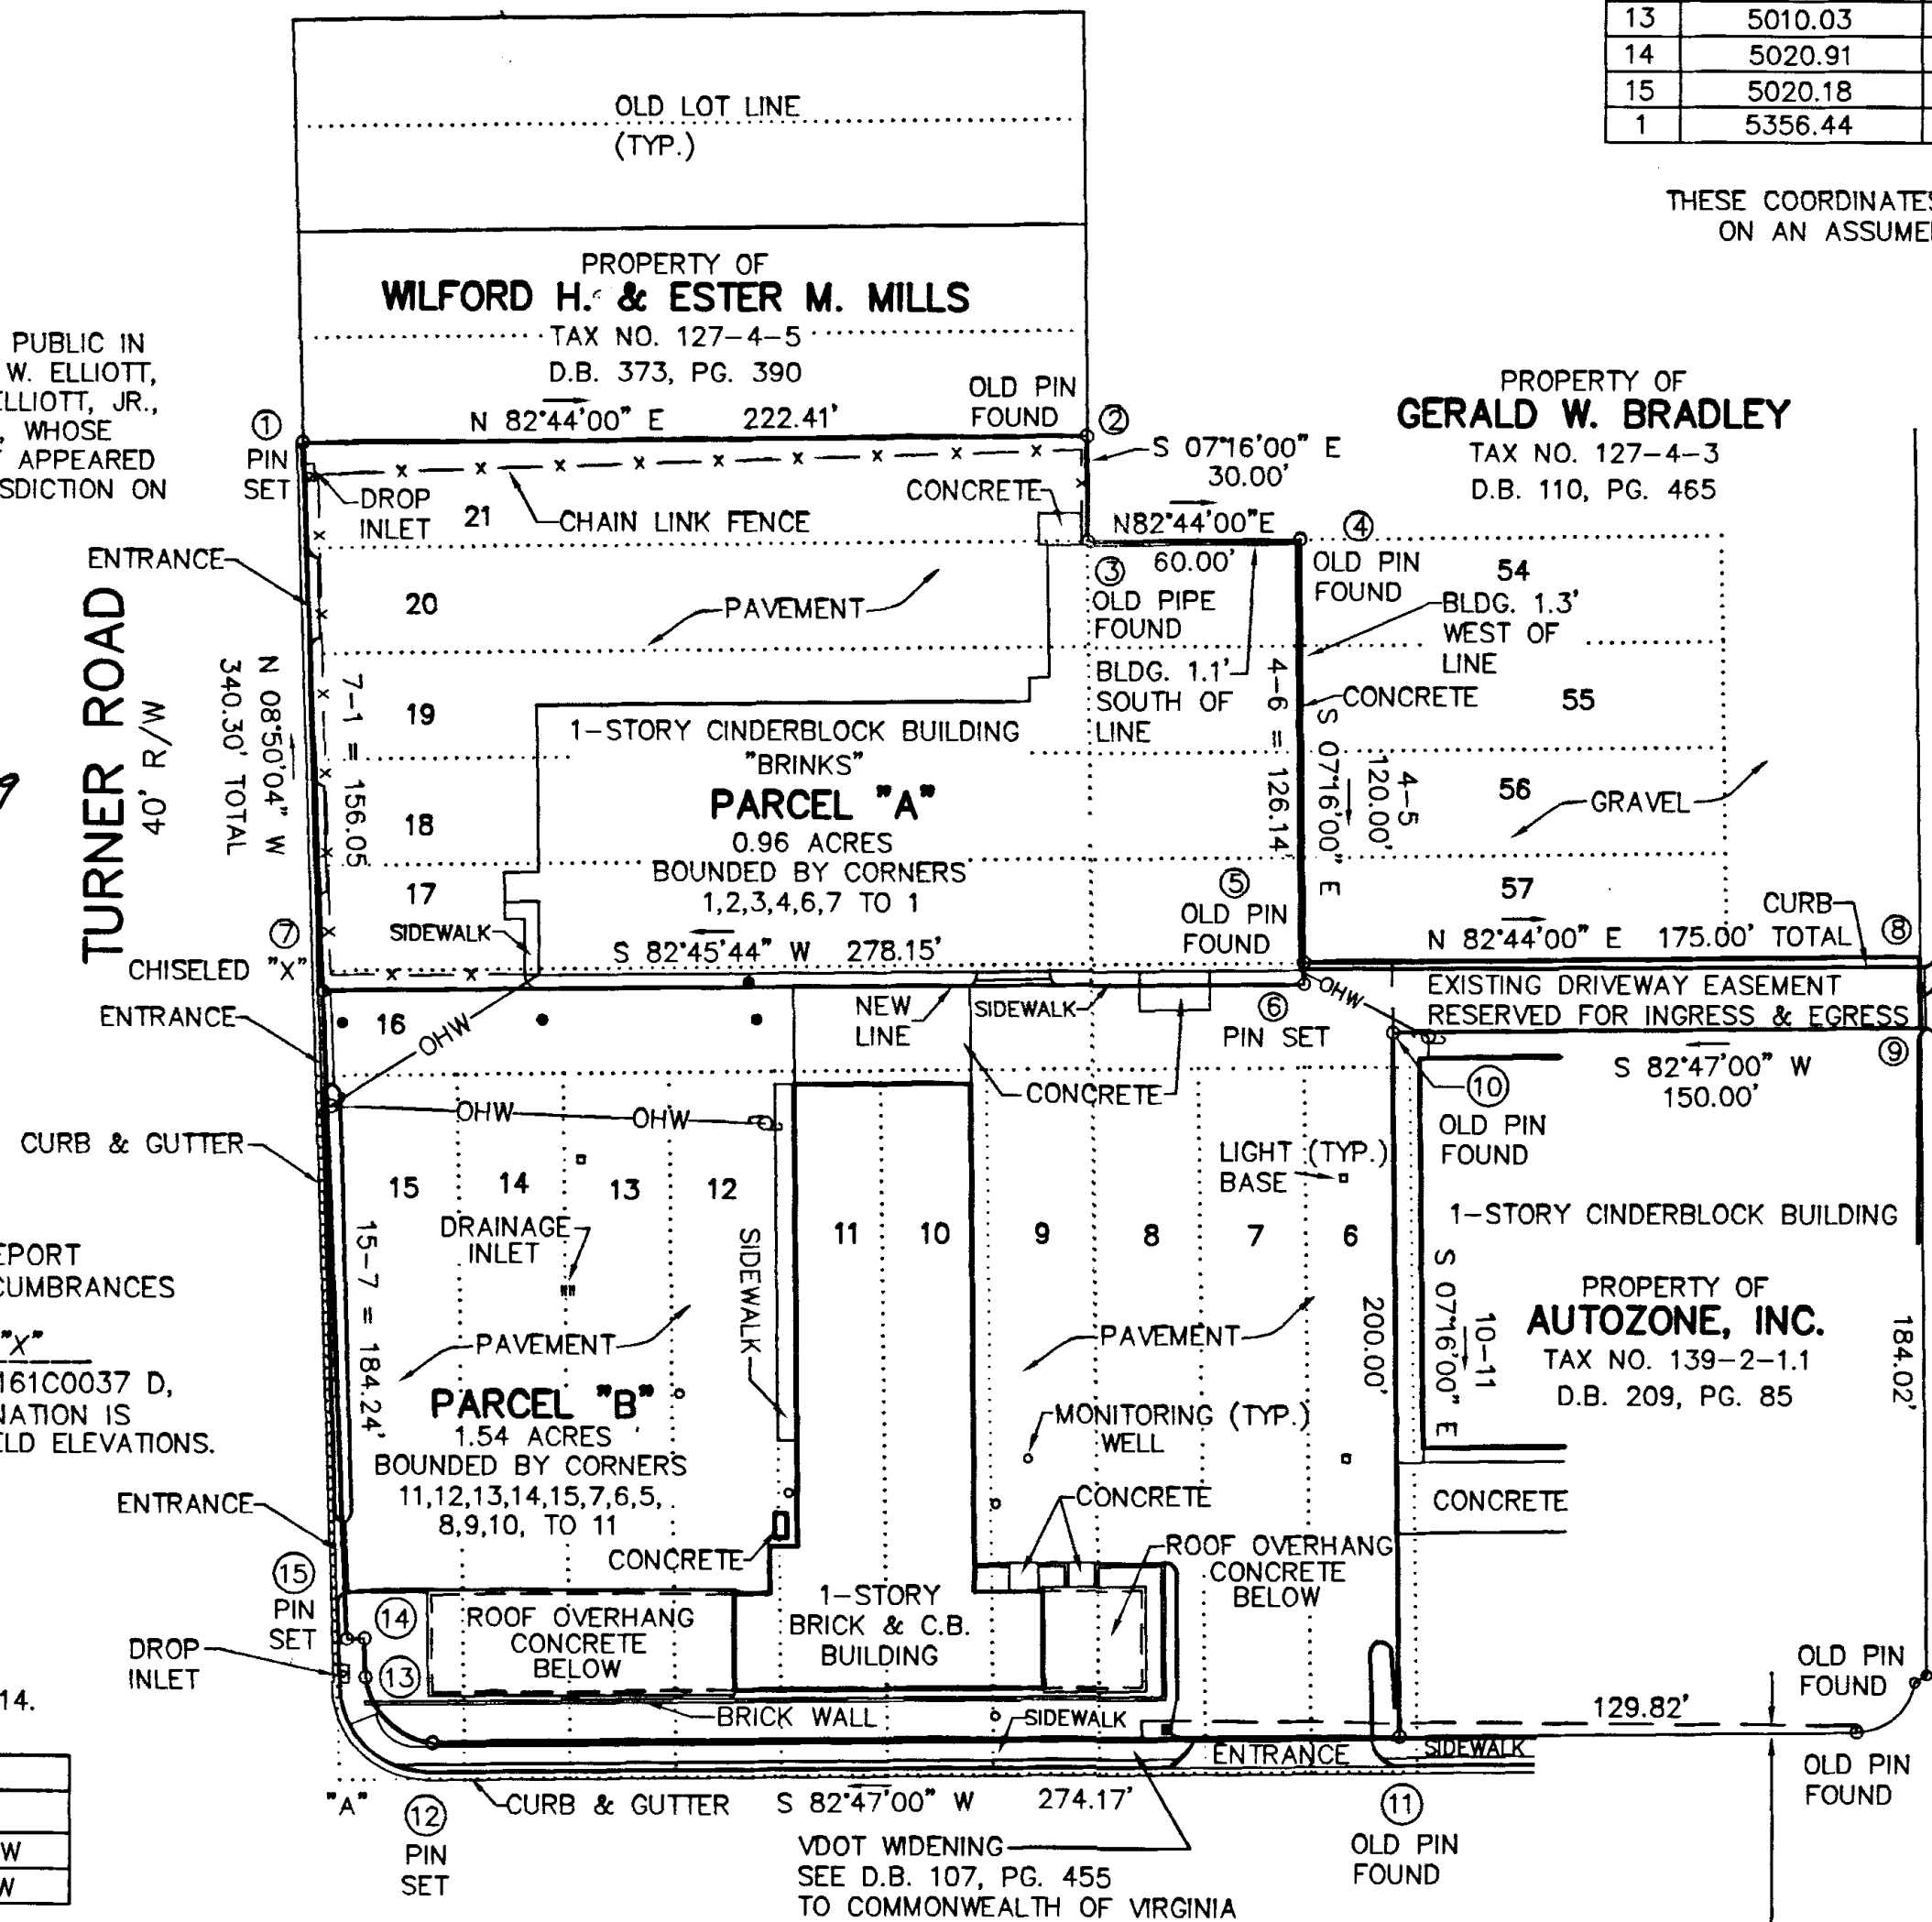 13 5010.03
14 5020.91
15 5020.18
1 5356.44
THESE COORDINATES
ON AN ASSUME
OLD LOT LINE
(TYP.)
PROPERTY OF
WILFORD H. & ESTER M. MILLS
TAX NO. 127-4-5
D.B. 373, PG. 390
N 82°44'00" E 222.41'
OLD PIN
FOUND
PUBLIC IN
W. ELLIOTT,
ELLIOTT, JR.,
, WHOSE
APPEARED
SDICTION ON
1
PIN
SET
2
S 07°16'00" E
30.00'
PROPERTY OF
GERALD W. BRADLEY
TAX NO. 127-4-3
D.B. 110, PG. 465
DROP
INLET
21
CHAIN LINK FENCE
CONCRETE
N82°44'00"E
60.00'
3
OLD PIPE
FOUND
4
OLD PIN
FOUND
ENTRANCE
TURNER ROAD
40' R/W
N 08°50'04" W
340.30' TOTAL
7-1 = 156.05
20
PAVEMENT
BLDG. 1.1'
SOUTH OF
LINE
54
BLDG. 1.3'
WEST OF
LINE
CONCRETE
55
4-6 = 126.14'
S 07°16'00" E
4-5
120.00'
56
GRAVEL
57
19
1-STORY CINDERBLOCK BUILDING
"BRINKS"
PARCEL "A"
0.96 ACRES
BOUNDED BY CORNERS
1,2,3,4,6,7 TO 1
18
17
SIDEWALK
7
CHISELED "X"
S 82°45'44" W 278.15'
5
OLD PIN
FOUND
CURB
N 82°44'00" E 175.00' TOTAL
8
EXISTING DRIVEWAY EASEMENT
RESERVED FOR INGRESS & EGRESS
OHW
ENTRANCE
16
OHW
NEW
LINE
SIDEWALK
6
PIN SET
CONCRETE
9
S 82°47'00" W
150.00'
10
OLD PIN
FOUND
OHW OHW
CURB & GUTTER
15
14
13
12
11
10
9
8
7
6
LIGHT (TYP.)
BASE
DRAINAGE
INLET
SIDEWALK
1-STORY CINDERBLOCK BUILDING
PROPERTY OF
AUTOZONE, INC.
TAX NO. 139-2-1.1
D.B. 209, PG. 85
184.02'
10-11
S 07°16'00" E
200.00'
EPORT
CUMBRANCES
"X"
161C0037 D,
NATION IS
ELD ELEVATIONS.
15-7 = 184.24'
PAVEMENT
PAVEMENT
PARCEL "B"
1.54 ACRES
BOUNDED BY CORNERS
11,12,13,14,15,7,6,5,
8,9,10, TO 11
MONITORING (TYP.)
WELL
CONCRETE
CONCRETE
CONCRETE
ENTRANCE
15
PIN
SET
14
13
DROP
INLET
ROOF OVERHANG
CONCRETE
BELOW
1-STORY
BRICK & C.B.
BUILDING
ROOF OVERHANG
CONCRETE
BELOW
BRICK WALL
SIDEWALK
ENTRANCE
SIDEWALK
129.82'
OLD PIN
FOUND
OLD PIN
FOUND
14.
W
W
"A"
12
PIN
SET
CURB & GUTTER
S 82°47'00" W 274.17'
11
OLD PIN
FOUND
VDOT WIDENING
SEE D.B. 107, PG. 455
TO COMMONWEALTH OF VIRGINIA